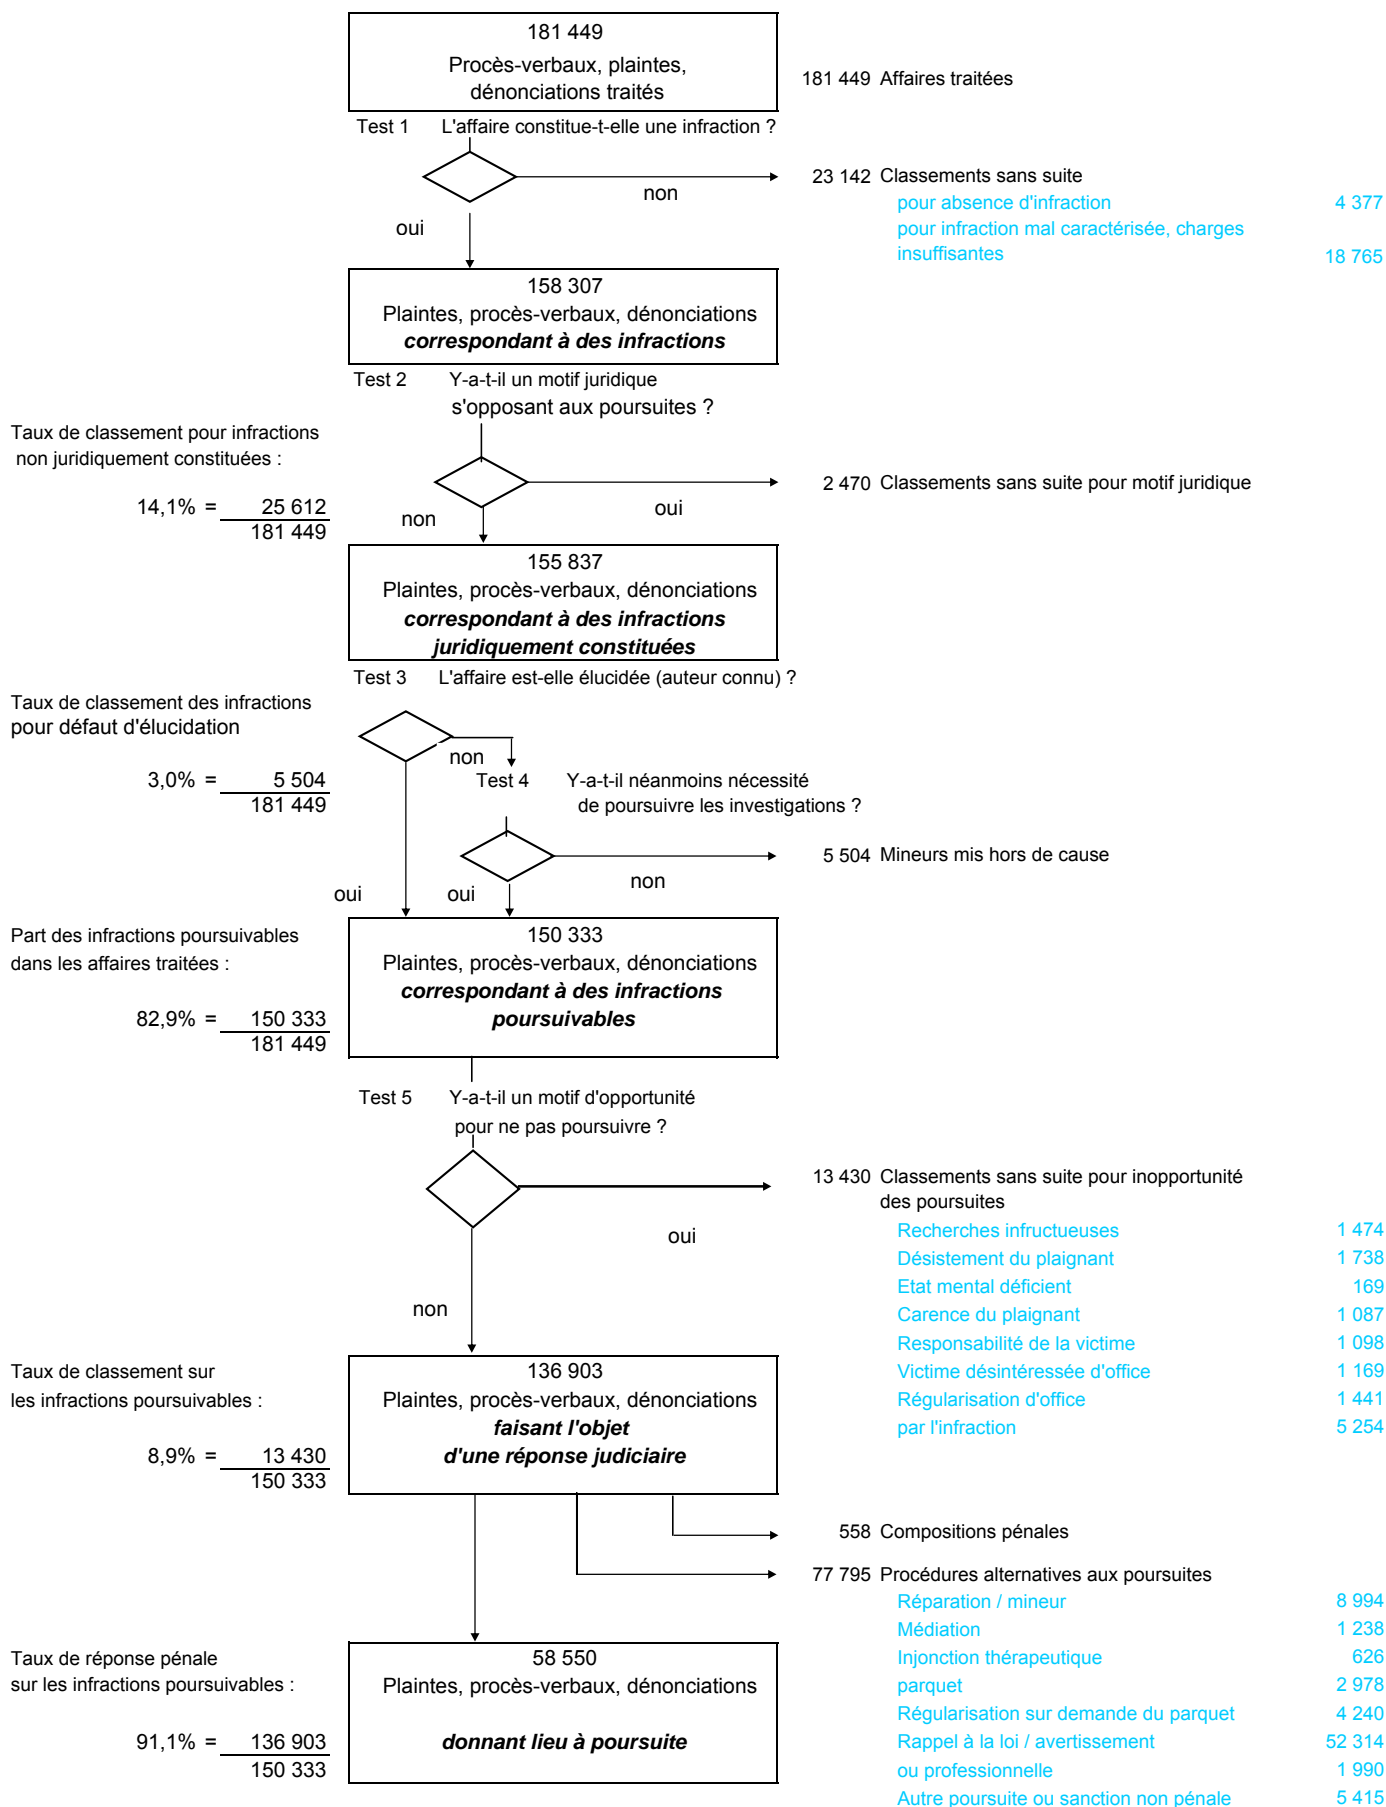 181 449
Procès-verbaux, plaintes,
dénonciations traités
181 449 Affaires traitées
Test 1 L'affaire constitue-t-elle une infraction ?
non
23 142 Classements sans suite
pour absence d'infraction 4 377
pour infraction mal caractérisée, charges
insuffisantes 18 765
oui
158 307
Plaintes, procès-verbaux, dénonciations
correspondant à des infractions
Test 2 Y-a-t-il un motif juridique
s'opposant aux poursuites ?
Taux de classement pour infractions
non juridiquement constituées :
14,1% = 25 612
181 449
oui
2 470 Classements sans suite pour motif juridique
non
155 837
Plaintes, procès-verbaux, dénonciations
correspondant à des infractions
juridiquement constituées
Test 3 L'affaire est-elle élucidée (auteur connu) ?
Taux de classement des infractions
pour défaut d'élucidation
3,0% = 5 504
181 449
non
Test 4 Y-a-t-il néanmoins nécessité
de poursuivre les investigations ?
5 504 Mineurs mis hors de cause
non
oui oui
Part des infractions poursuivables
dans les affaires traitées :
82,9% = 150 333
181 449
150 333
Plaintes, procès-verbaux, dénonciations
correspondant à des infractions
poursuivables
Test 5 Y-a-t-il un motif d'opportunité
pour ne pas poursuivre ?
13 430 Classements sans suite pour inopportunité
des poursuites
oui
Recherches infructueuses 1 474
Désistement du plaignant 1 738
Etat mental déficient 169
Carence du plaignant 1 087
Responsabilité de la victime 1 098
Victime désintéressée d'office 1 169
Régularisation d'office 1 441
par l'infraction 5 254
non
Taux de classement sur
les infractions poursuivables :
8,9% = 13 430
150 333
136 903
Plaintes, procès-verbaux, dénonciations
faisant l'objet
d'une réponse judiciaire
558 Compositions pénales
77 795 Procédures alternatives aux poursuites
Réparation / mineur 8 994
Médiation 1 238
Injonction thérapeutique 626
parquet 2 978
Régularisation sur demande du parquet 4 240
Rappel à la loi / avertissement 52 314
ou professionnelle 1 990
Autre poursuite ou sanction non pénale 5 415
Taux de réponse pénale
sur les infractions poursuivables :
91,1% = 136 903
150 333
58 550
Plaintes, procès-verbaux, dénonciations
donnant lieu à poursuite